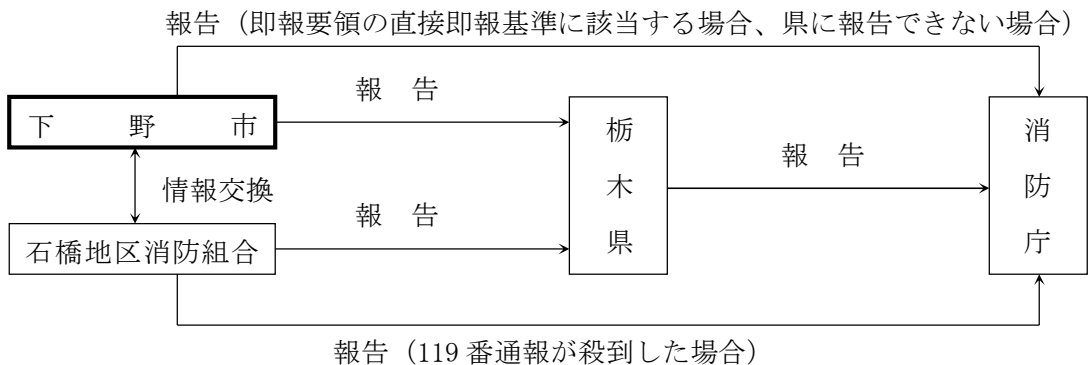 報告（即報要領の直接即報基準に該当する場合、県に報告できない場合）
報　告
下　野　市
栃木県
消防庁
報　告
情報交換
報　告
石橋地区消防組合
報告（119 番通報が殺到した場合）